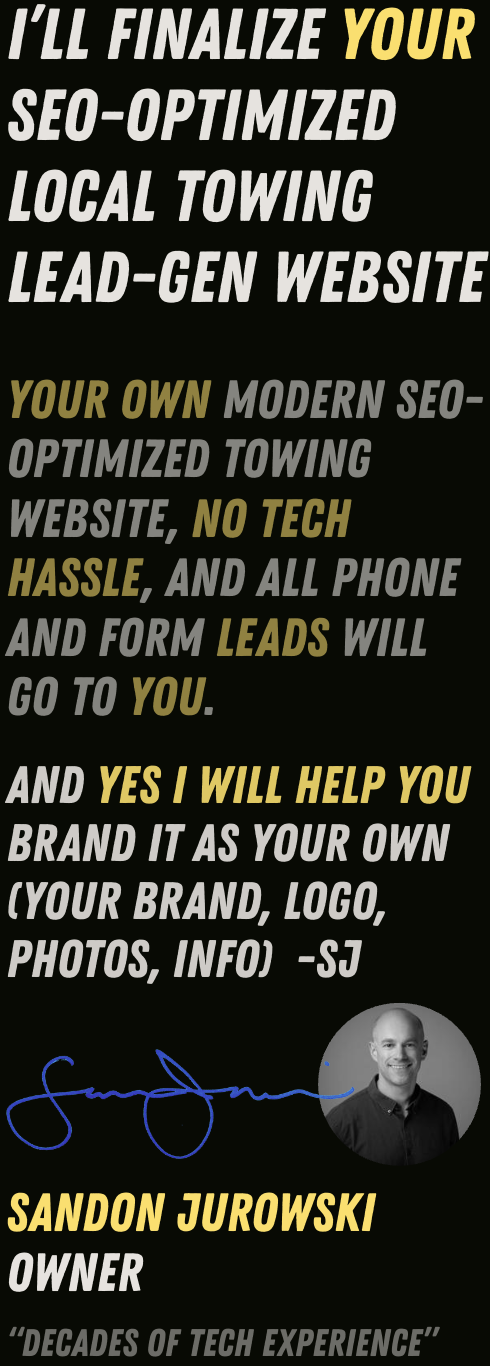 I'LL FINALIZE YOUR
SEO-OPTIMIZED
LOCAL TOWING
LEAD-GEN WEBSITE
YOUR OWN MODERN SEO-
OPTIMIZED TOWING
WEBSITE, NO TECH
HASSLE, AND ALL PHONE
AND FORM LEADS WILL
GO TO YOU.
AND YES I WILL HELP YOU
BRAND IT AS YOUR OWN
(YOUR BRAND, LOGO,
PHOTOS, INFO) -SJ
SANDON JUROWSKI
OWNER
“DECADES OF TECH EXPERIENCE”